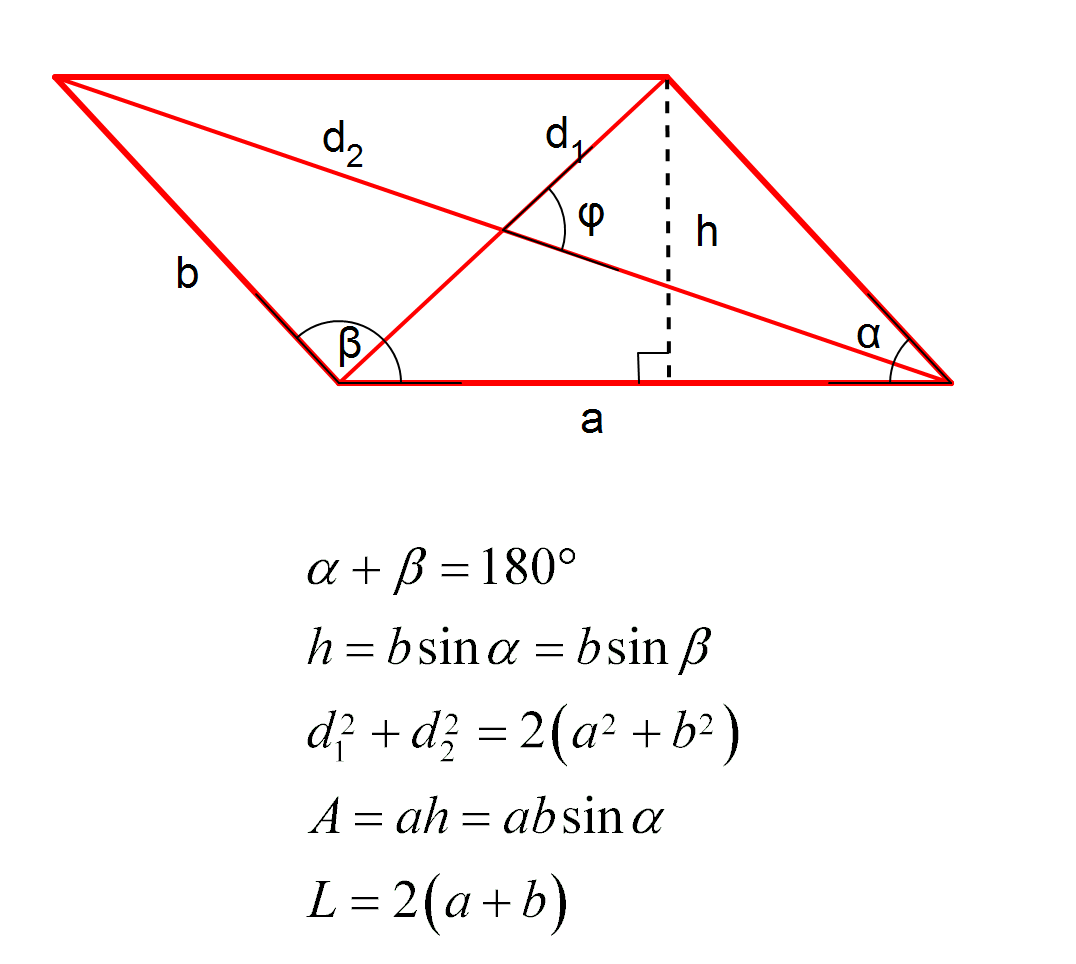 d₂
d₁
φ
h
b
β
α
a
α + β = 180°
h = b sin α = b sin β
d₁² + d₂² = 2(a² + b²)
A = ah = ab sin α
L = 2(a + b)